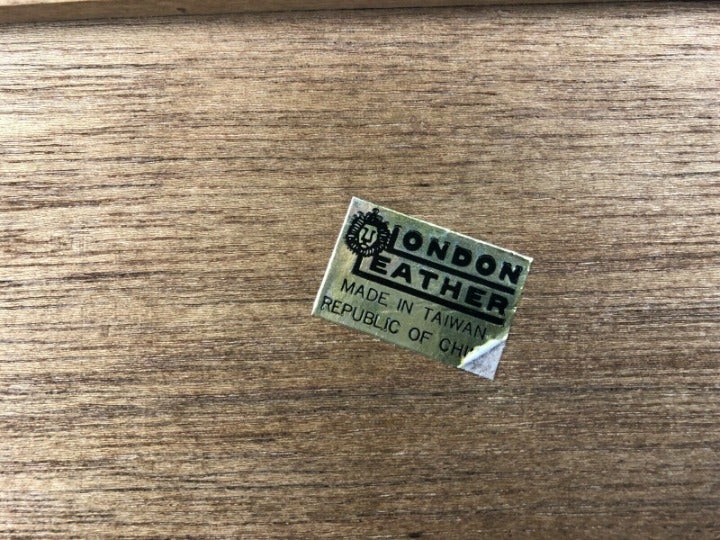 LONDON
LEATHER
MADE IN TAIWAN
REPUBLIC OF